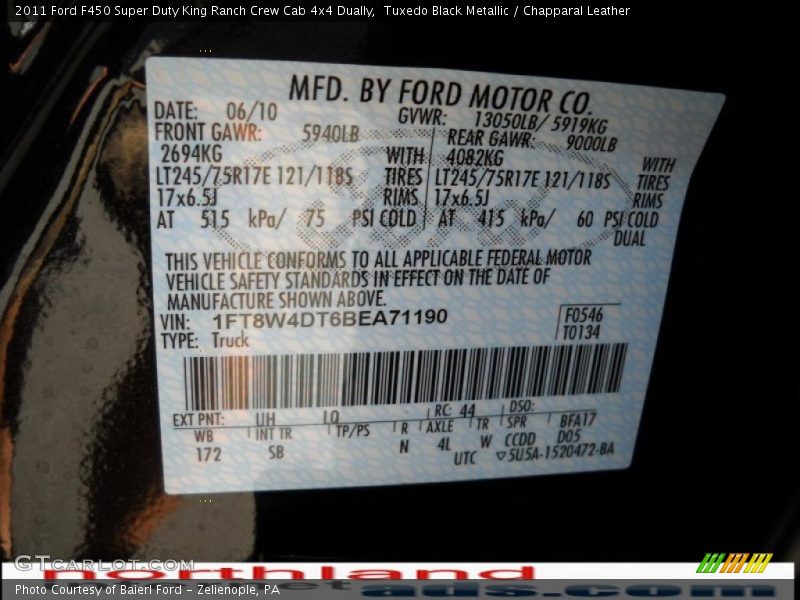 2011 Ford F450 Super Duty King Ranch Crew Cab 4x4 Dually,  Tuxedo Black Metallic / Chapparal Leather
MFD. BY FORD MOTOR CO.
DATE: 06/10 GVWR: 13050LB/ 5919KG
FRONT GAWR: 5940LB REAR GAWR: 9000LB
2694KG WITH 4082KG WITH
LT245/75R17E 121/118S TIRES LT245/75R17E 121/118S TIRES
17x6.5J RIMS 17x6.5J RIMS
AT 515 kPa/ 75 PSI COLD AT 415 kPa/ 60 PSI COLD
DUAL
THIS VEHICLE CONFORMS TO ALL APPLICABLE FEDERAL MOTOR
VEHICLE SAFETY STANDARDS IN EFFECT ON THE DATE OF
MANUFACTURE SHOWN ABOVE.
VIN: 1FT8W4DT6BEA71190 F0546
TYPE: Truck T0134
EXT PNT: UH LQ RC: 44 DSO:
WB INT TR TP/PS R AXLE TR SPR BFA17
172 SB N 4L W CCDD D05
UTC ▽5U5A-1520472-BA
GTCarLot.com
northland
ads.com
Photo Courtesy of Baierl Ford - Zelienople, PA